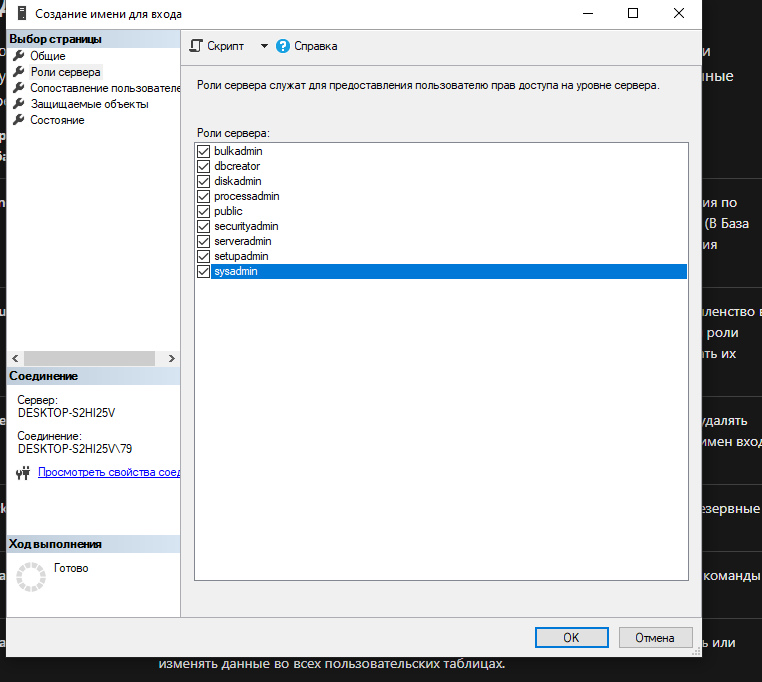 Создание имени для входа
Выбор страницы
Общие
Роли сервера
Сопоставление пользователе
Защищаемые объекты
Состояние
Скрипт
Справка
Роли сервера служат для предоставления пользователю прав доступа на уровне сервера.
Роли сервера:
bulkadmin
dbcreator
diskadmin
processadmin
public
securityadmin
serveradmin
setupadmin
sysadmin
Соединение
Сервер:
DESKTOP-S2HI25V
Соединение:
DESKTOP-S2HI25V\79
Просмотреть свойства соед
Ход выполнения
Готово
OK
Отмена
и
ные
ия по
(В База
ия
ленство в
роли
ть их
удалять
имен вход
езервные
команды
ь или
изменять данные во всех пользовательских таблицах.